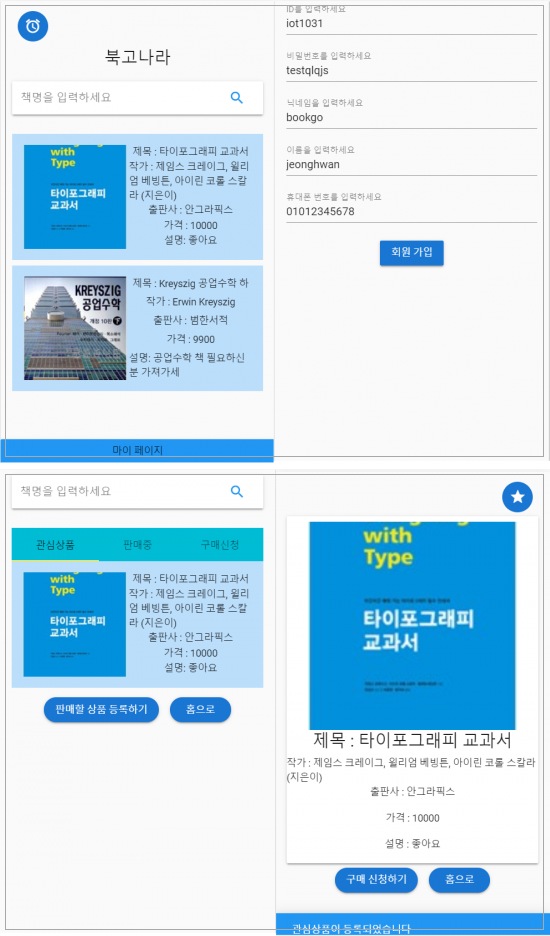 북고나라
책명을 입력하세요
with
Type
타이포그래피
교과서
제목 : 타이포그래피 교과서
작가 : 제임스 크레이그, 윌리
엄 베빙튼, 아이린 코롤 스칼
라 (지은이)
출판사 : 안그라픽스
가격 : 10000
설명: 좋아요
KREYSZIG
공업수학
개정 10판
제목 : Kreyszig 공업수학 하
작가 : Erwin Kreyszig
출판사 : 범한서적
가격 : 9900
설명: 공업수학 책 필요하신
분 가져가세
마이 페이지
ID를 입력하세요
iot1031
비밀번호를 입력하세요
testqlqjs
닉네임을 입력하세요
bookgo
이름을 입력하세요
jeonghwan
휴대폰 번호를 입력하세요
01012345678
회원 가입
책명을 입력하세요
관심상품 판매중 구매신청
with
Type
타이포그래피
교과서
제목 : 타이포그래피 교과서
작가 : 제임스 크레이그, 윌리
엄 베빙튼, 아이린 코롤 스칼
라 (지은이)
출판사 : 안그라픽스
가격 : 10000
설명: 좋아요
판매할 상품 등록하기 홈으로
with
Type
타이포그래피
교과서
제목 : 타이포그래피 교과서
작가 : 제임스 크레이그, 윌리엄 베빙튼, 아이린 코롤 스칼라
(지은이)
출판사 : 안그라픽스
가격 : 10000
설명 : 좋아요
구매 신청하기 홈으로
관심상품이 등록되었습니다